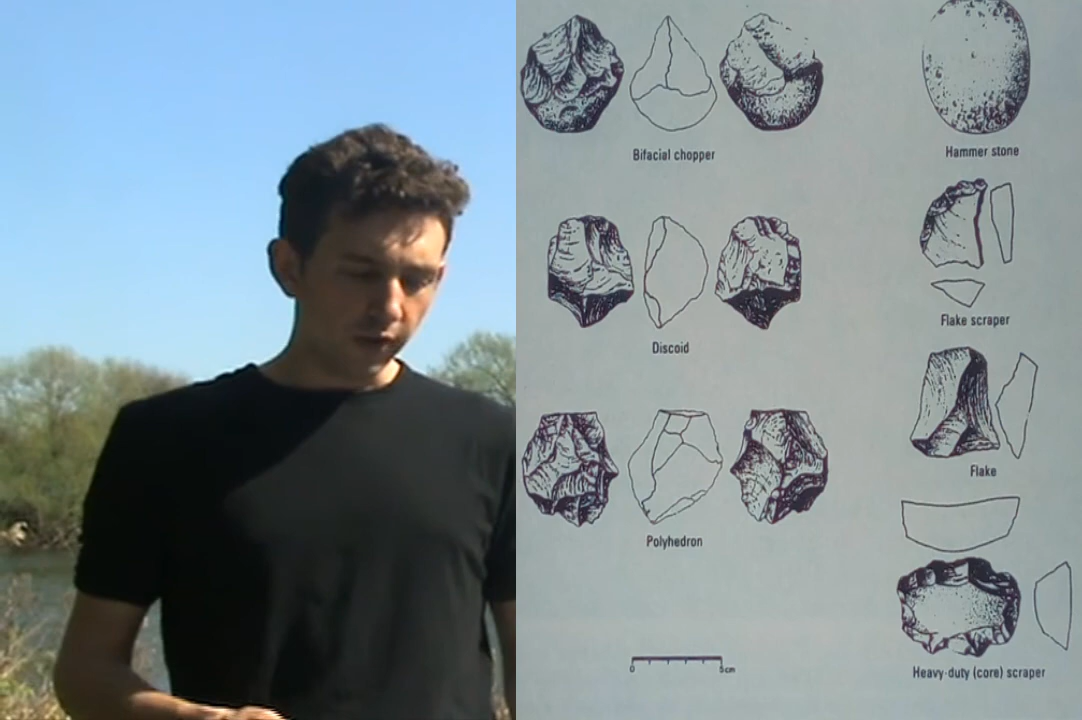 Bifacial chopper
Hammer stone
Flake scraper
Discoid
Flake
Polyhedron
0 5cm
Heavy-duty (core) scraper